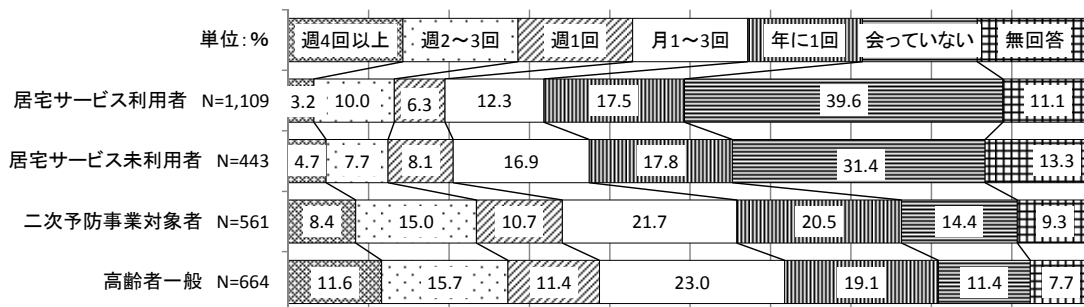 単位:% 週4回以上 週2～3回 週1回 月1～3回 年に1回 会っていない 無回答
居宅サービス利用者 N=1,109 3.2 10.0 6.3 12.3 17.5 39.6 11.1
居宅サービス未利用者 N=443 4.7 7.7 8.1 16.9 17.8 31.4 13.3
二次予防事業対象者 N=561 8.4 15.0 10.7 21.7 20.5 14.4 9.3
高齢者一般 N=664 11.6 15.7 11.4 23.0 19.1 11.4 7.7